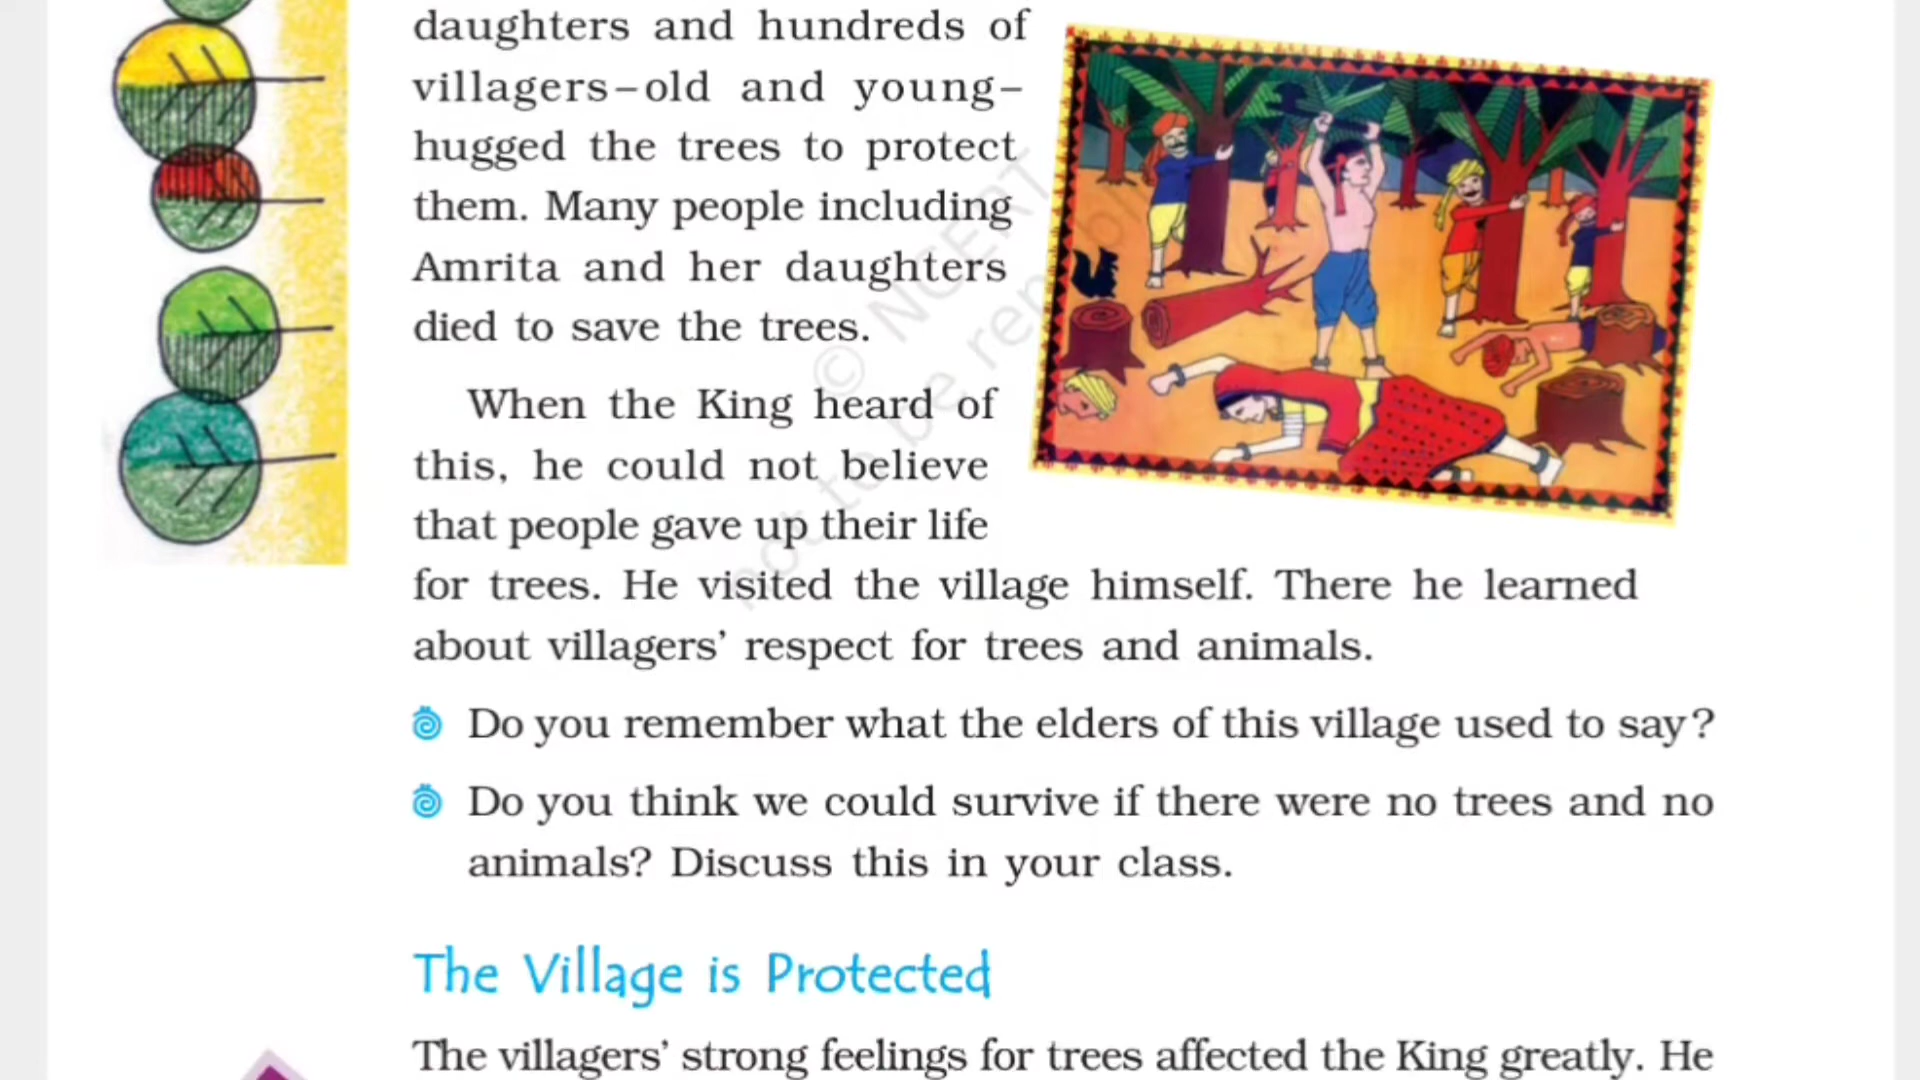 daughters and hundreds of
villagers–old and young–
hugged the trees to protect
them. Many people including
Amrita and her daughters
died to save the trees.
When the King heard of
this, he could not believe
that people gave up their life
for trees. He visited the village himself. There he learned
about villagers’ respect for trees and animals.
Do you remember what the elders of this village used to say?
Do you think we could survive if there were no trees and no
animals? Discuss this in your class.
The Village is Protected
The villagers’ strong feelings for trees affected the King greatly. He
© NCERT
not to be